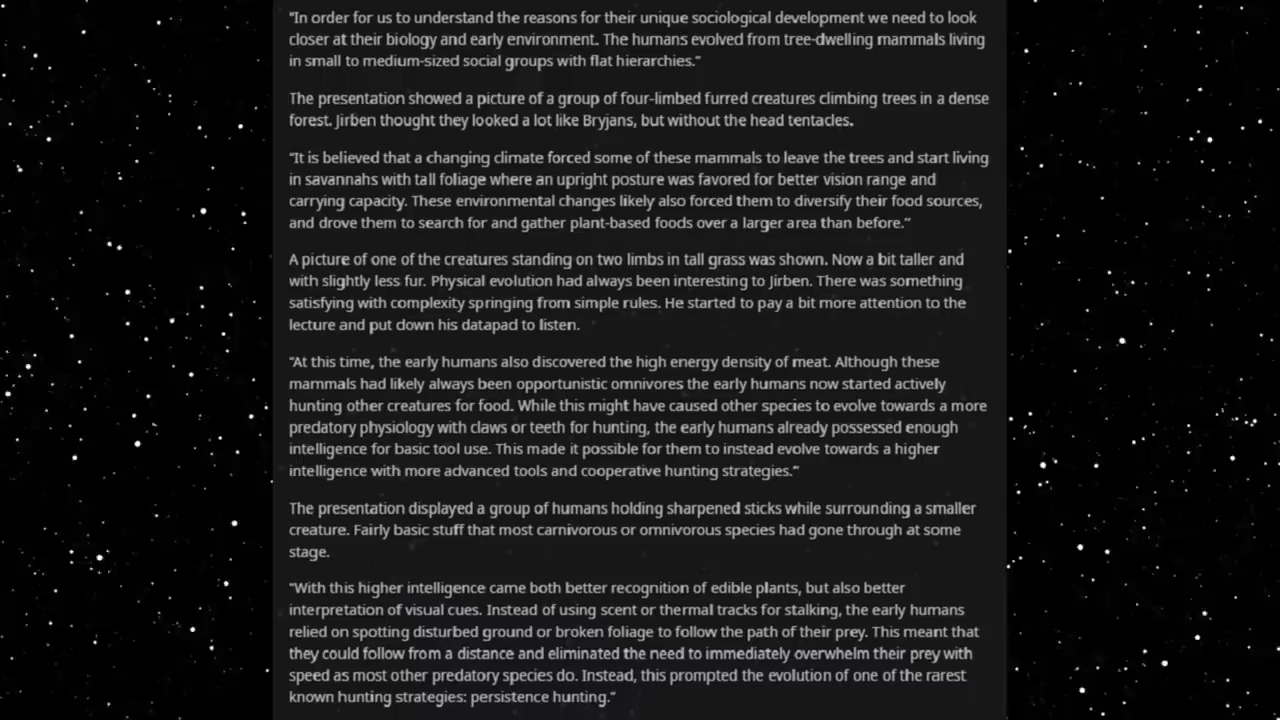 “In order for us to understand the reasons for their unique sociological development we need to look
closer at their biology and early environment. The humans evolved from tree-dwelling mammals living
in small to medium-sized social groups with flat hierarchies.”
The presentation showed a picture of a group of four-limbed furred creatures climbing trees in a dense
forest. Jirben thought they looked a lot like Bryjans, but without the head tentacles.
“It is believed that a changing climate forced some of these mammals to leave the trees and start living
in savannahs with tall foliage where an upright posture was favored for better vision range and
carrying capacity. These environmental changes likely also forced them to diversify their food sources,
and drove them to search for and gather plant-based foods over a larger area than before.”
A picture of one of the creatures standing on two limbs in tall grass was shown. Now a bit taller and
with slightly less fur. Physical evolution had always been interesting to Jirben. There was something
satisfying with complexity springing from simple rules. He started to pay a bit more attention to the
lecture and put down his datapad to listen.
“At this time, the early humans also discovered the high energy density of meat. Although these
mammals had likely always been opportunistic omnivores the early humans now started actively
hunting other creatures for food. While this might have caused other species to evolve towards a more
predatory physiology with claws or teeth for hunting, the early humans already possessed enough
intelligence for basic tool use. This made it possible for them to instead evolve towards a higher
intelligence with more advanced tools and cooperative hunting strategies.”
The presentation displayed a group of humans holding sharpened sticks while surrounding a smaller
creature. Fairly basic stuff that most carnivorous or omnivorous species had gone through at some
stage.
“With this higher intelligence came both better recognition of edible plants, but also better
interpretation of visual cues. Instead of using scent or thermal tracks for stalking, the early humans
relied on spotting disturbed ground or broken foliage to follow the path of their prey. This meant that
they could follow from a distance and eliminated the need to immediately overwhelm their prey with
speed as most other predatory species do. Instead, this prompted the evolution of one of the rarest
known hunting strategies: persistence hunting.”